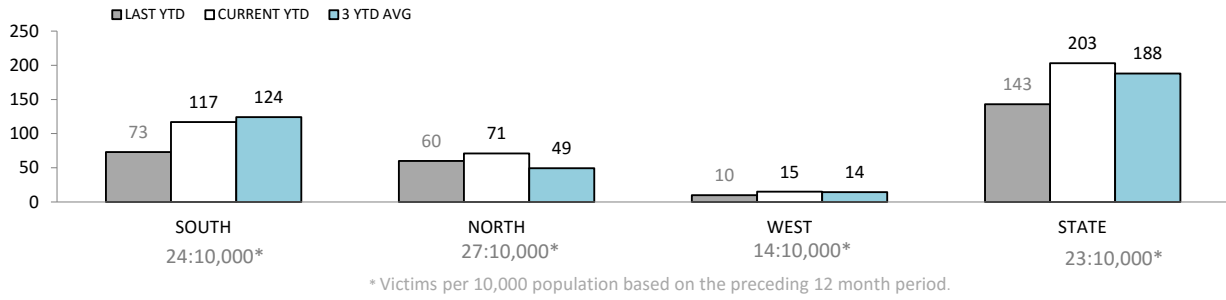 LAST YTD CURRENT YTD 3 YTD AVG
250
200
150
100
50
0
73 117 124
60 71 49
10 15 14
143 203 188
SOUTH NORTH WEST STATE
24:10,000* 27:10,000* 14:10,000* 23:10,000*
* Victims per 10,000 population based on the preceding 12 month period.